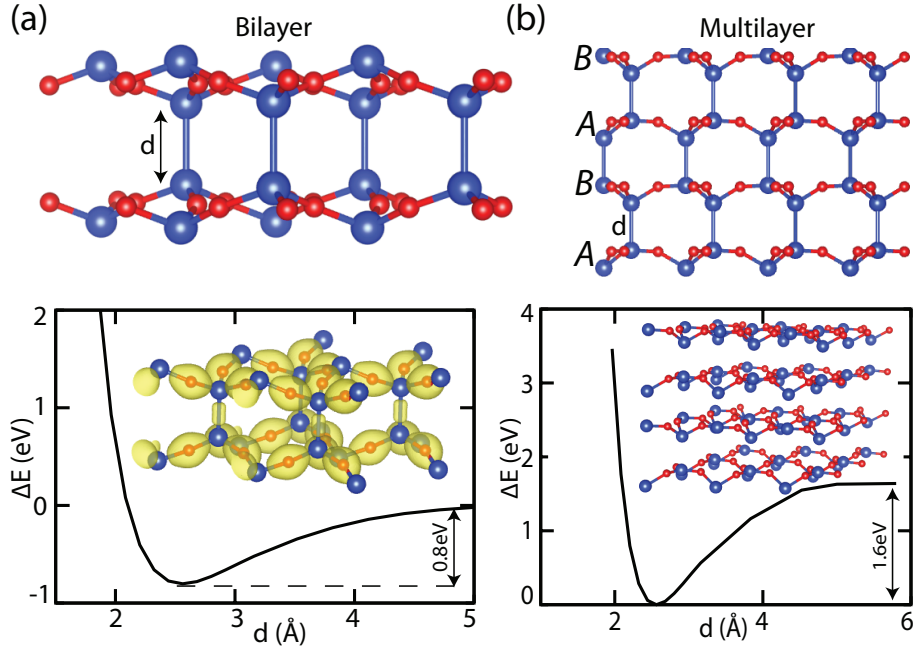 (a)
Bilayer
d
(b)
Multilayer
B
A
B
d
A
2
1
0
-1
ΔE (eV)
0.8eV
2
3
4
5
d (Å)
4
3
2
1
0
ΔE (eV)
1.6eV
2
4
6
d (Å)